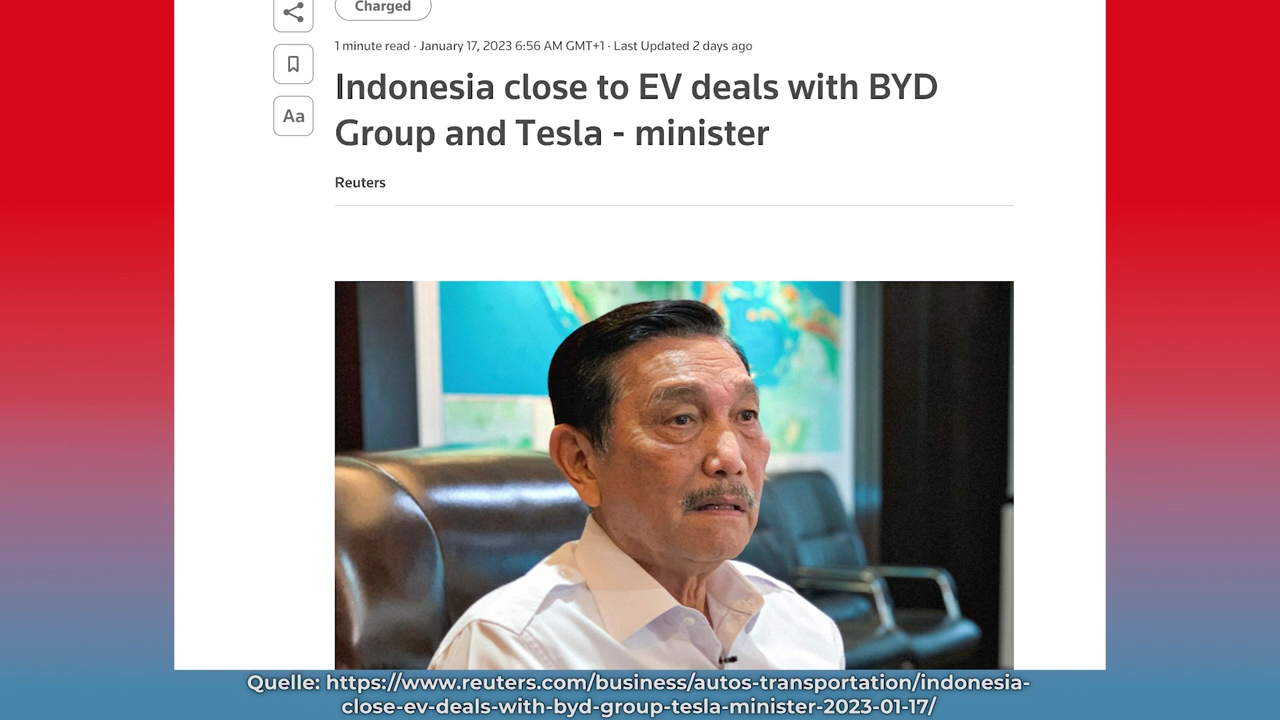 Charged
1 minute read · January 17, 2023 6:56 AM GMT+1 · Last Updated 2 days ago
Indonesia close to EV deals with BYD
Group and Tesla - minister
Aa
Reuters
Quelle: https://www.reuters.com/business/autos-transportation/indonesia-
close-ev-deals-with-byd-group-tesla-minister-2023-01-17/